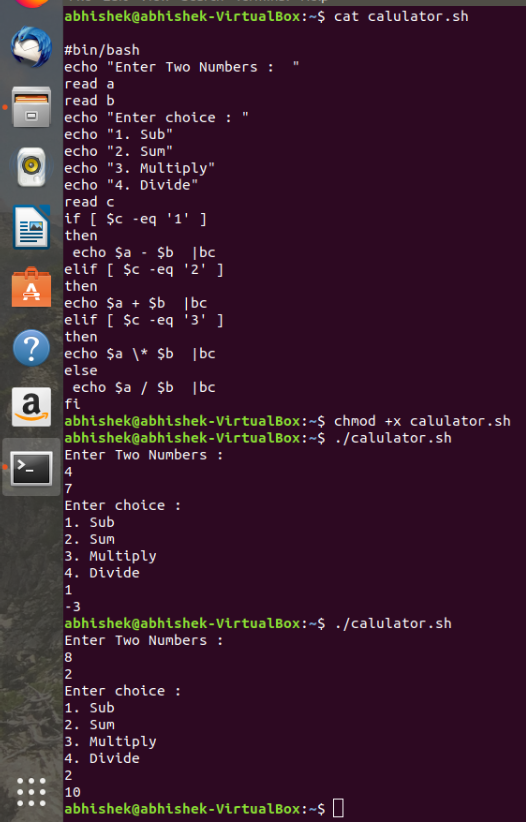 abhishek@abhishek-VirtualBox:~$ cat calulator.sh
#bin/bash
echo "Enter Two Numbers :  "
read a
read b
echo "Enter choice : "
echo "1. Sub"
echo "2. Sum"
echo "3. Multiply"
echo "4. Divide"
read c
if [ $c -eq '1' ]
then
 echo $a - $b  |bc
elif [ $c -eq '2' ]
then
echo $a + $b  |bc
elif [ $c -eq '3' ]
then
echo $a \* $b  |bc
else
 echo $a / $b  |bc
fi
abhishek@abhishek-VirtualBox:~$ chmod +x calulator.sh
abhishek@abhishek-VirtualBox:~$ ./calulator.sh
Enter Two Numbers :
4
7
Enter choice :
1. Sub
2. Sum
3. Multiply
4. Divide
1
-3
abhishek@abhishek-VirtualBox:~$ ./calulator.sh
Enter Two Numbers :
8
2
Enter choice :
1. Sub
2. Sum
3. Multiply
4. Divide
2
10
abhishek@abhishek-VirtualBox:~$